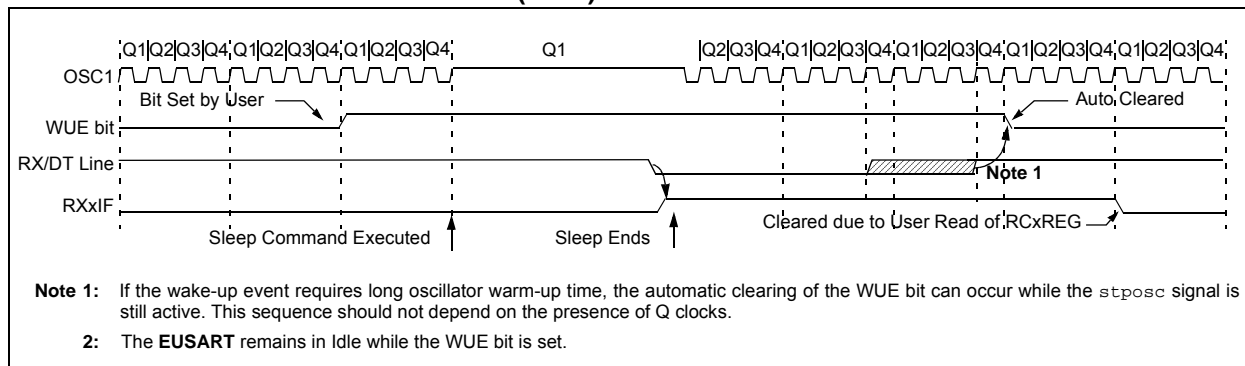 Q1 Q2 Q3 Q4 Q1 Q2 Q3 Q4 Q1 Q2 Q3 Q4 Q1 Q2 Q3 Q4 Q1 Q2 Q3 Q4 Q1 Q2 Q3 Q4 Q1 Q2 Q3 Q4 Q1 Q2 Q3 Q4
OSC1
Bit Set by User
Auto Cleared
WUE bit
RX/DT Line
Note 1
RXxIF
Cleared due to User Read of RCxREG
Sleep Command Executed
Sleep Ends
Note 1: If the wake-up event requires long oscillator warm-up time, the automatic clearing of the WUE bit can occur while the stposc signal is
still active. This sequence should not depend on the presence of Q clocks.
2: The EUSART remains in Idle while the WUE bit is set.